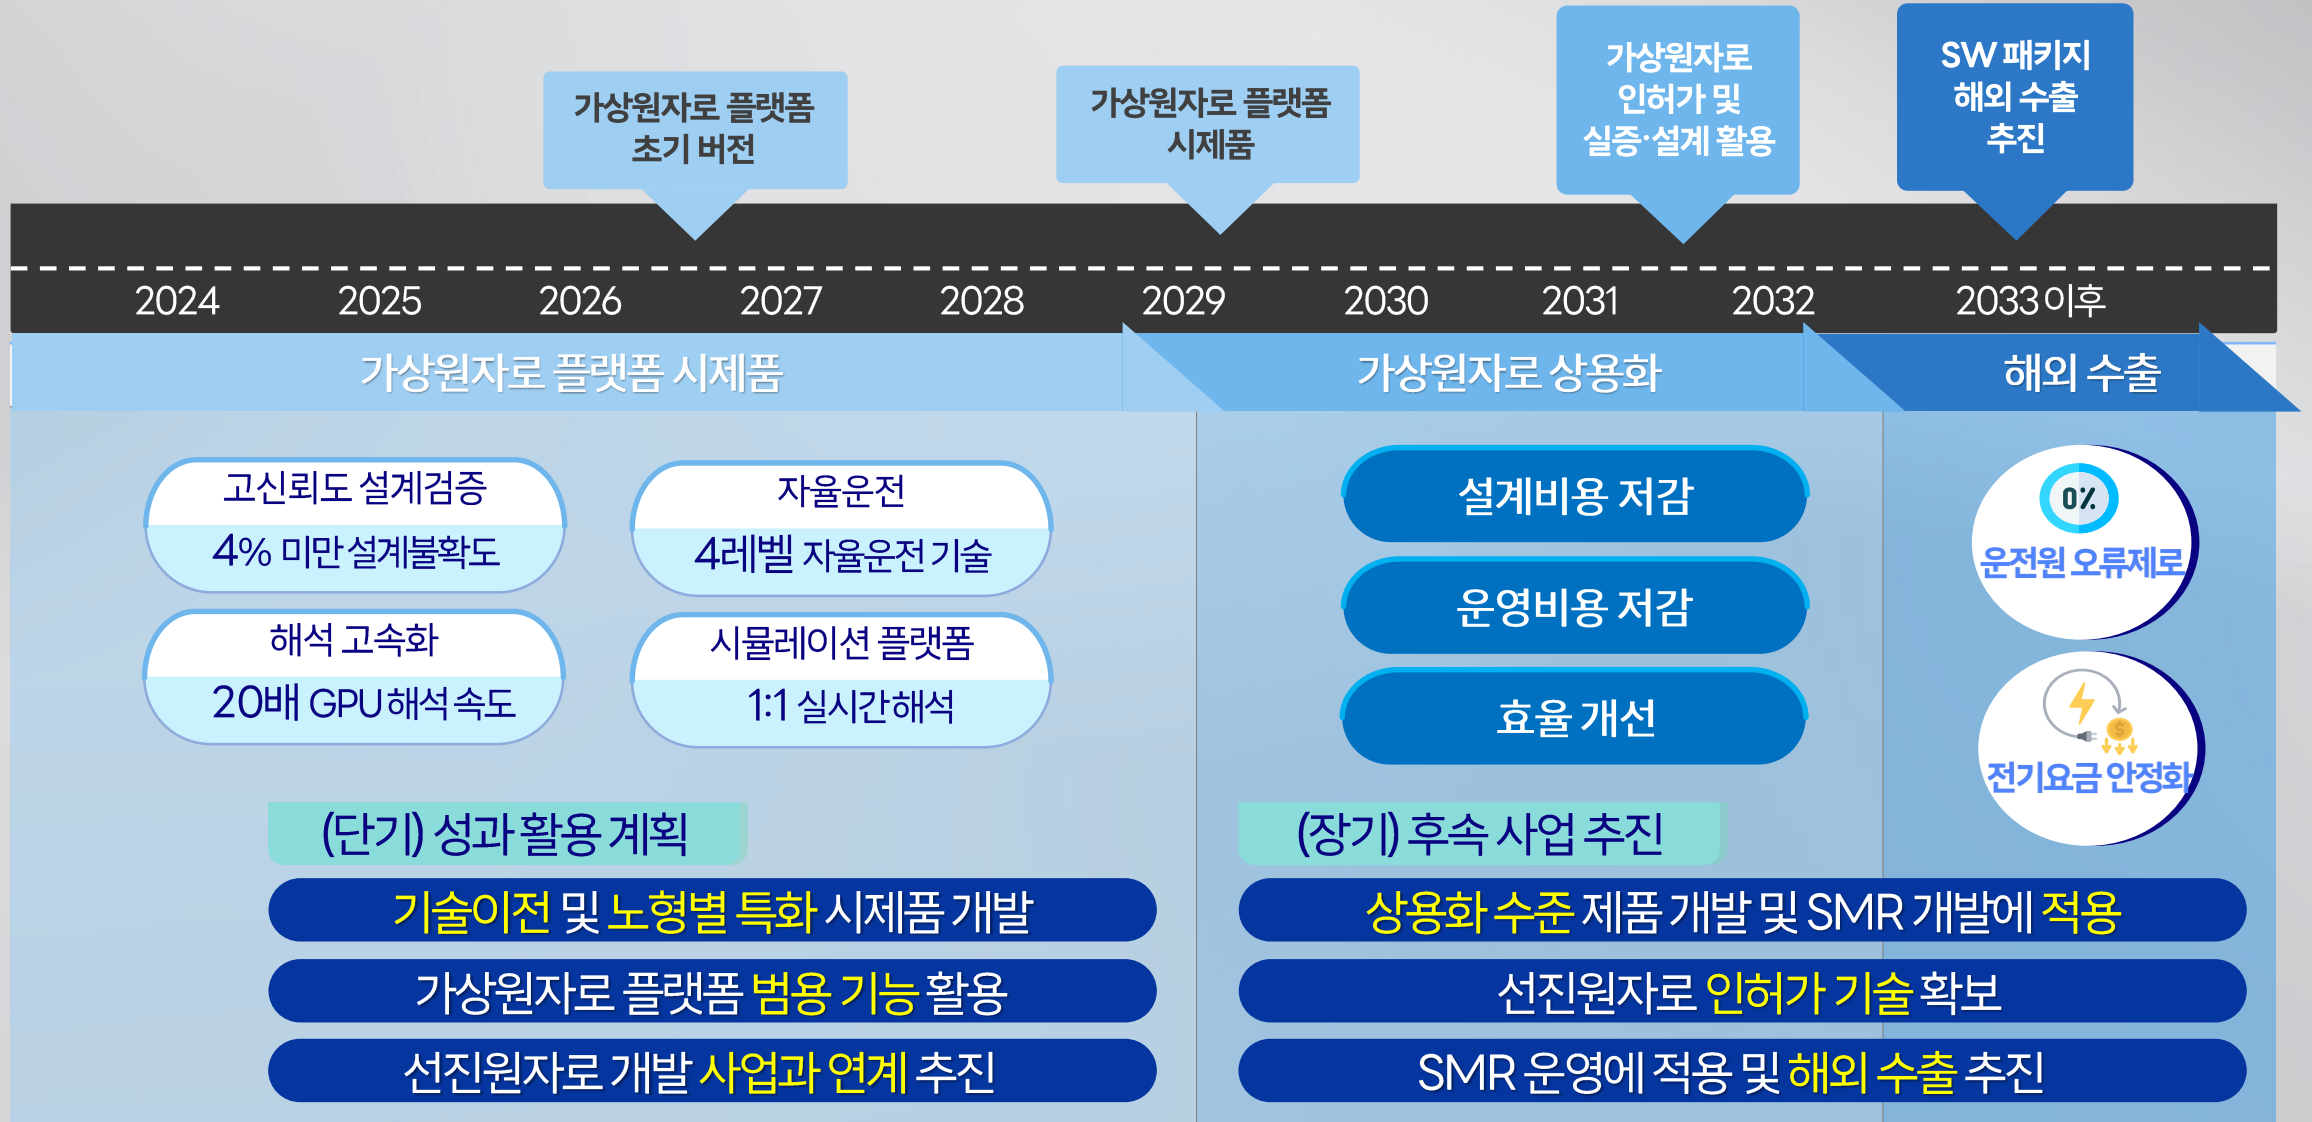 가상원자로 플랫폼
초기 버전
가상원자로 플랫폼
시제품
가상원자로
인허가 및
실증·설계 활용
SW 패키지
해외 수출
추진
2024 2025 2026 2027 2028 2029 2030 2031 2032 2033 이후
가상원자로 플랫폼 시제품
가상원자로 상용화
해외 수출
고신뢰도 설계검증
4% 미만 설계불확도
자율운전
4레벨 자율운전 기술
해석 고속화
20배 GPU 해석 속도
시뮬레이션 플랫폼
1:1 실시간 해석
설계비용 저감
운영비용 저감
효율 개선
0%
운전원 오류제로
$
전기요금 안정화
(단기) 성과 활용 계획
기술이전 및 노형별 특화 시제품 개발
가상원자로 플랫폼 범용 기능 활용
선진원자로 개발 사업과 연계 추진
(장기) 후속 사업 추진
상용화 수준 제품 개발 및 SMR 개발에 적용
선진원자로 인허가 기술 확보
SMR 운영에 적용 및 해외 수출 추진